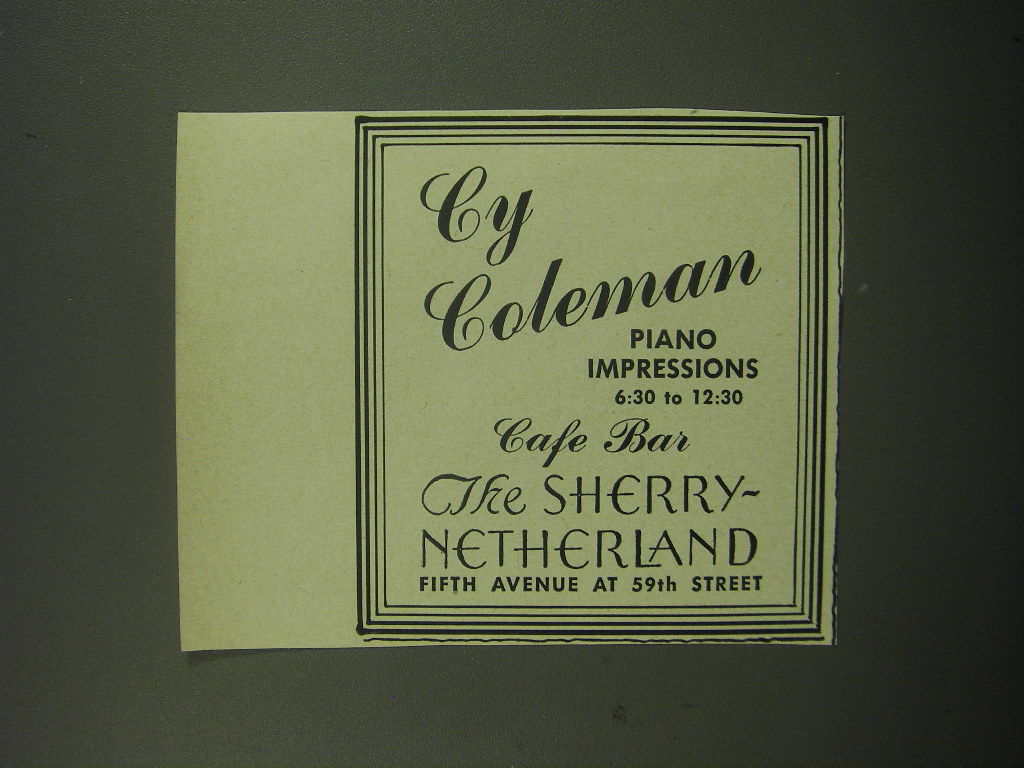 Cy
Coleman
PIANO
IMPRESSIONS
6:30 to 12:30
Cafe Bar
The SHERRY-
NETHERLAND
FIFTH AVENUE AT 59th STREET